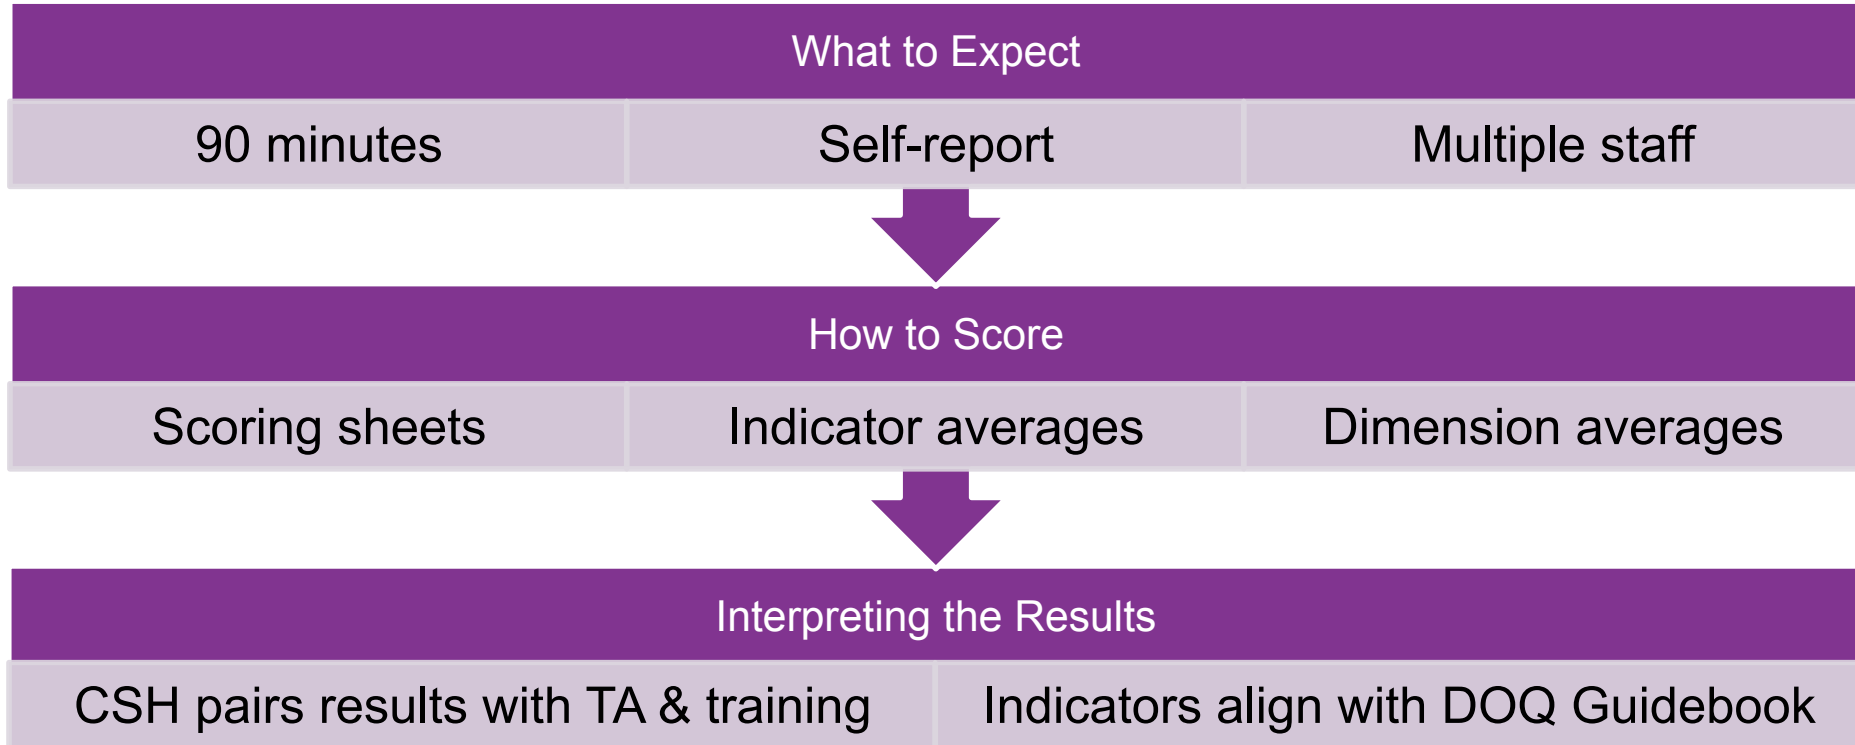 What to Expect
90 minutes
Self-report
Multiple staff
How to Score
Scoring sheets
Indicator averages
Dimension averages
Interpreting the Results
CSH pairs results with TA & training
Indicators align with DOQ Guidebook